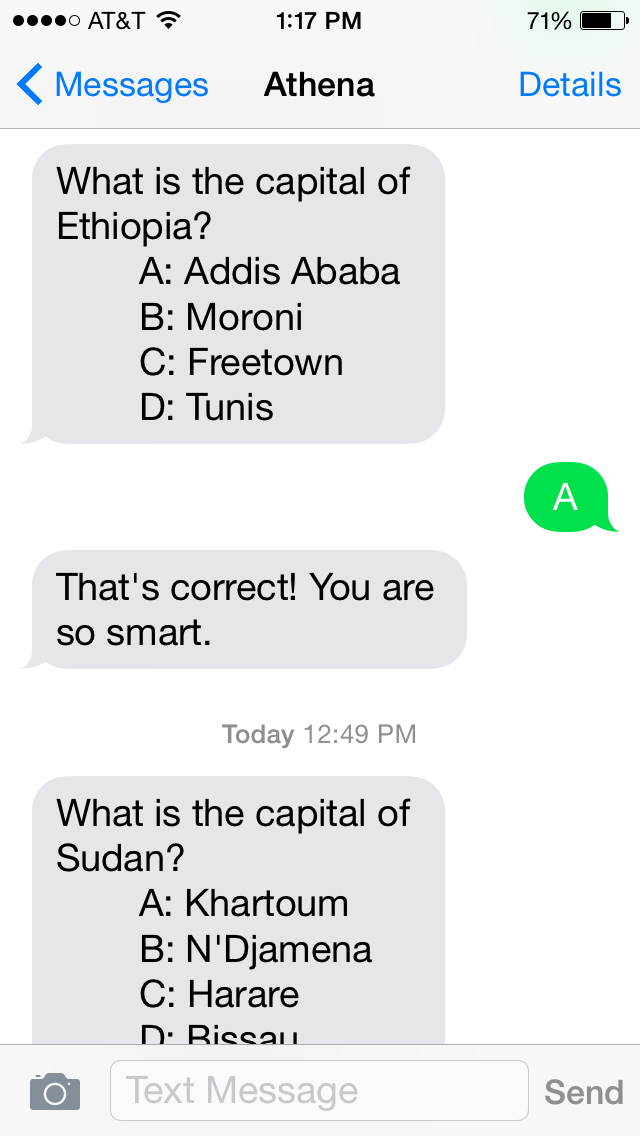 AT&T 1:17 PM 71%
Messages Athena Details
What is the capital of
Ethiopia?
A: Addis Ababa
B: Moroni
C: Freetown
D: Tunis
A
That's correct! You are
so smart.
Today 12:49 PM
What is the capital of
Sudan?
A: Khartoum
B: N'Djamena
C: Harare
D: Bissau
Text Message Send